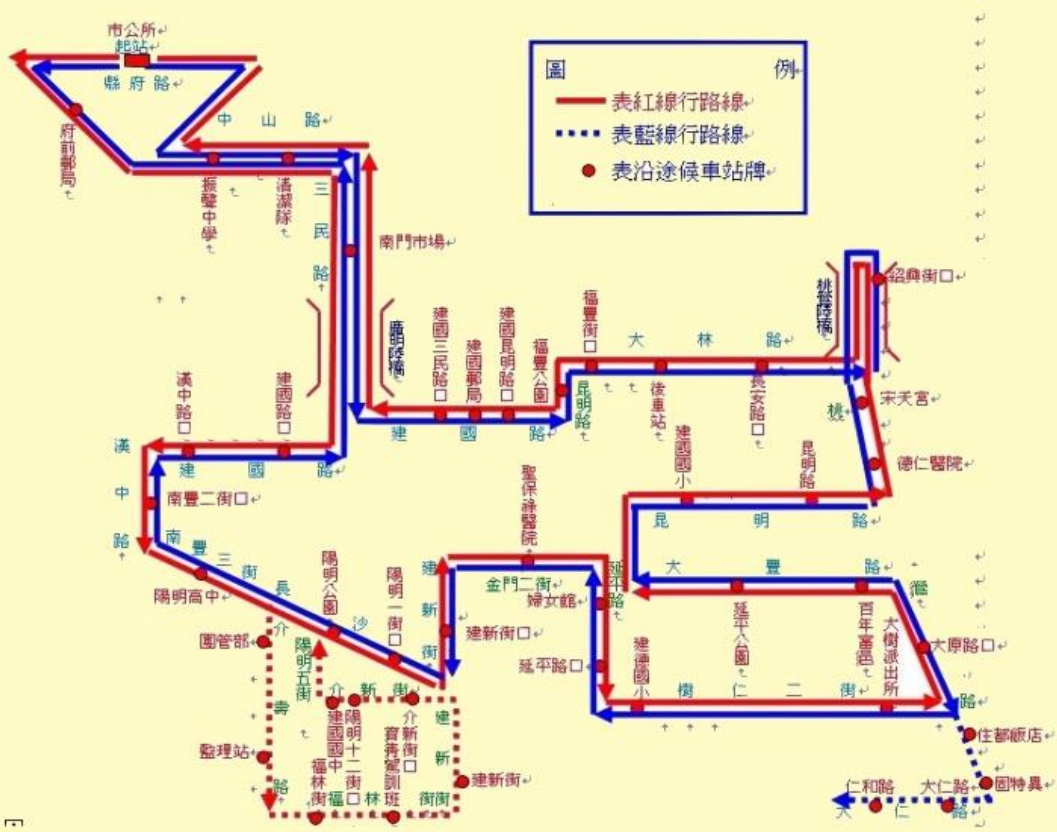 市公所
起站
縣府路
府前郵局
中山路
振聲中學
清潔隊
三民路
南門市場
圖例
表紅線行路線
表藍線行路線
表沿途候車站牌
廣明陸橋
建國三民路口
建國郵局
建國昆明路口
福豐公園
福豐街口
昆明路
大林路
後車站
長安路口
桃鶯陸橋
紹興街口
宋天宮
桃
德仁醫院
建國路
漢中路口
建國路口
建國路
漢中路
南豐二街口
南豐三街
陽明高中
長沙街
陽明公園
陽明一街口
建新街
建新街口
聖保祿醫院
金門二街
婦女館
延平路
延平路口
建國國小
昆明路
昆明路
大豐路
鶯
延平公園
百年富邑
大樹派出所
大原路口
建德國小
樹仁二街
路
住都飯店
固特異
大仁路
仁和路
大仁路
團管部
介壽路
監理站
陽明五街
介新街
建國國中
陽明十二街口
介新街口
育青駕訓班
建新街
建新街
福林街
福林街